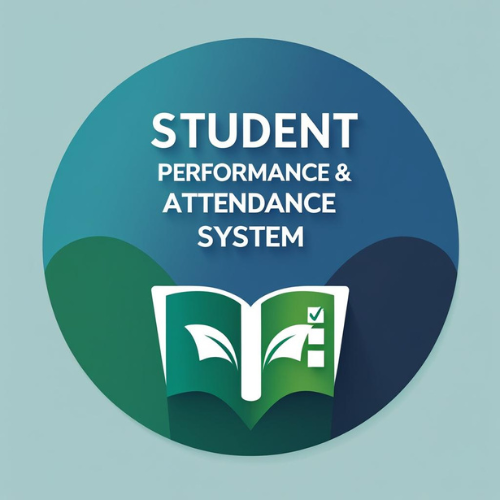 STUDENT
PERFORMANCE &
ATTENDANCE
SYSTEM